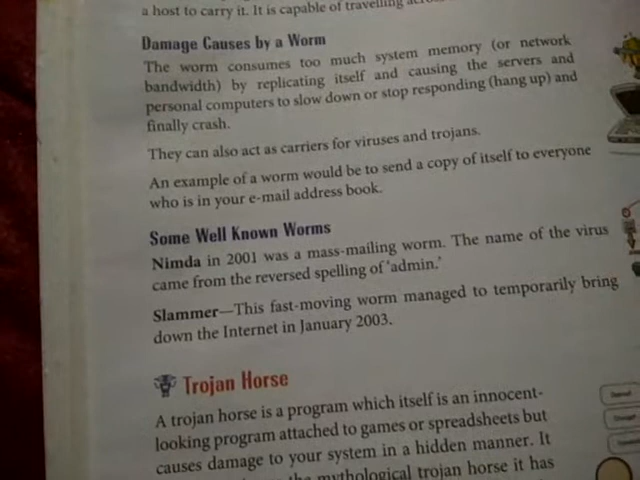 a host to carry it. It is capable of travelling
Damage Causes by a Worm
The worm consumes too much system memory (or network
bandwidth) by replicating itself and causing the servers and
personal computers to slow down or stop responding (hang up) and
finally crash.
They can also act as carriers for viruses and trojans.
An example of a worm would be to send a copy of itself to everyone
who is in your e-mail address book.
Some Well Known Worms
Nimda in 2001 was a mass-mailing worm. The name of the virus
came from the reversed spelling of 'admin.'
Slammer—This fast-moving worm managed to temporarily bring
down the Internet in January 2003.
Trojan Horse
A trojan horse is a program which itself is an innocent-
looking program attached to games or spreadsheets but
causes damage to your system in a hidden manner. It
the mythological trojan horse it has